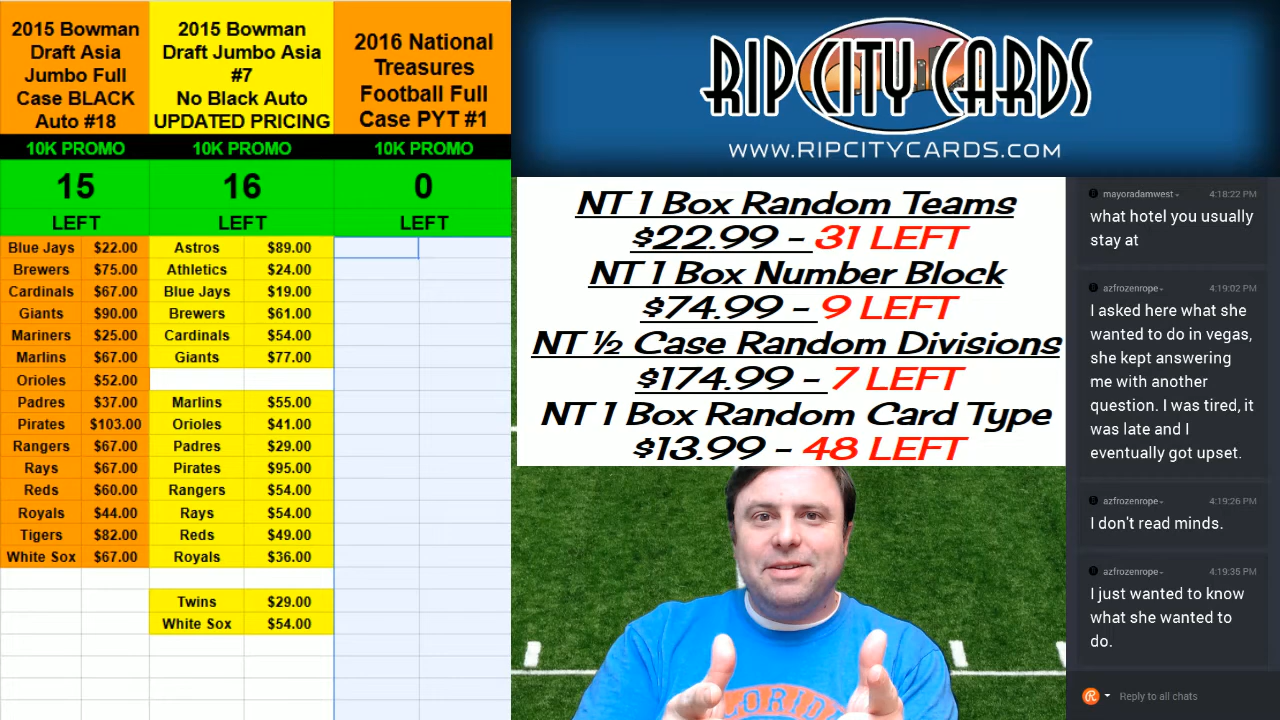 2015 Bowman
Draft Asia
Jumbo Full
Case BLACK
Auto #18
2015 Bowman
Draft Jumbo Asia
#7
No Black Auto
UPDATED PRICING
2016 National
Treasures
Football Full
Case PYT #1
10K PROMO 10K PROMO 10K PROMO
15 16 0
LEFT LEFT LEFT
Blue Jays $22.00 Astros $89.00
Brewers $75.00 Athletics $24.00
Cardinals $67.00 Blue Jays $19.00
Giants $90.00 Brewers $61.00
Mariners $25.00 Cardinals $54.00
Marlins $67.00 Giants $77.00
Orioles $52.00
Padres $37.00 Marlins $55.00
Pirates $103.00 Orioles $41.00
Rangers $67.00 Padres $29.00
Rays $67.00 Pirates $95.00
Reds $60.00 Rangers $54.00
Royals $44.00 Rays $54.00
Tigers $82.00 Reds $49.00
White Sox $67.00 Royals $36.00
Twins $29.00
White Sox $54.00
RIP CITY CARDS
WWW.RIPCITYCARDS.COM
NT 1 Box Random Teams
$22.99 - 31 LEFT
NT 1 Box Number Block
$74.99 - 9 LEFT
NT ½ Case Random Divisions
$174.99 - 7 LEFT
NT 1 Box Random Card Type
$13.99 - 48 LEFT
FLORIDA
mayoradamwest 4:18:22 PM
what hotel you usually
stay at
azfrozenrope 4:19:02 PM
I asked here what she
wanted to do in vegas,
she kept answering
me with another
question. I was tired, it
was late and I
eventually got upset.
azfrozenrope 4:19:26 PM
I don't read minds.
azfrozenrope 4:19:35 PM
I just wanted to know
what she wanted to
do.
Reply to all chats